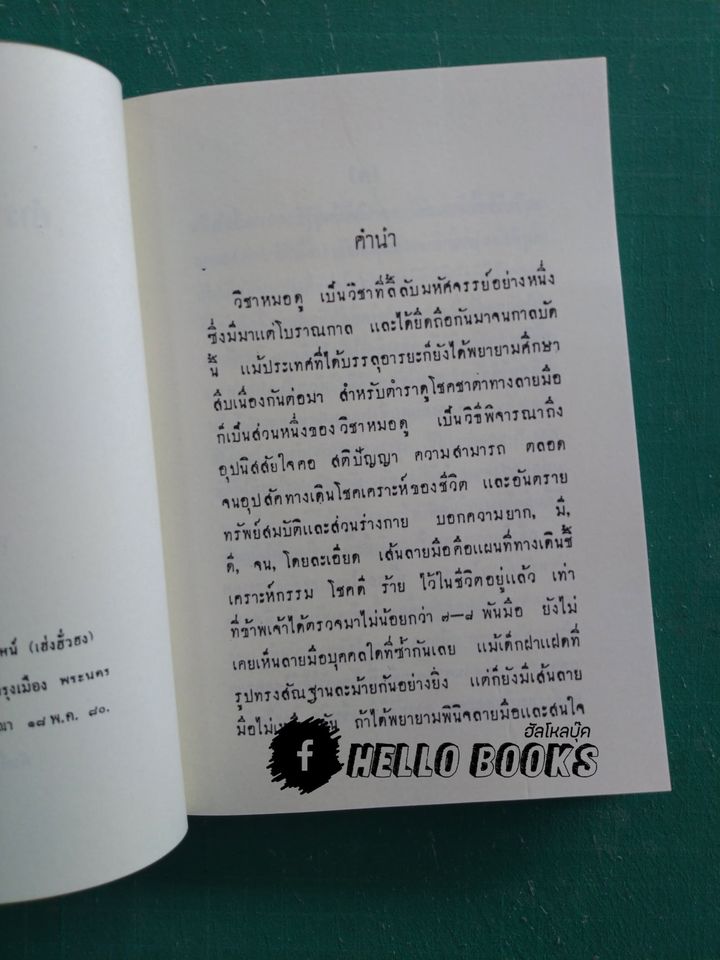 พน์ (เฮ่งฮั่วฮง)
รุงเมือง พระนคร
ณา ๑๘ พ.ค. ๘๐.
คำนำ
วิชาหมอดู เป็นวิชาที่ลี้ลับมหัศจรรย์อย่างหนึ่ง
ซึ่งมีมาแต่โบราณกาล และได้ยึดถือกันมาจนกาลบัด
นี้ แม้ประเทศที่ได้บรรลุอารยะก็ยังได้พยายามศึกษา
สืบเนื่องกันต่อมา สำหรับตำราดูโชคชาตาทางลายมือ
ก็เป็นส่วนหนึ่งของวิชาหมอดู เป็นวิธีพิจารณาถึง
อุปนิสสัยใจคอ สติปัญญา ความสามารถ ตลอด
จนอุปสัคทางเดินโชคเคราะห์ของชีวิต และอันตราย
ทรัพย์สมบัติและส่วนร่างกาย บอกความยาก, มี,
ดี, จน, โดยละเอียด เส้นลายมือคือแผนที่ทางเดินชี้
เคราะห์กรรม โชคดี ร้าย ไว้ในชีวิตอยู่แล้ว เท่า
ที่ข้าพเจ้าได้ตรวจมาไม่น้อยกว่า ๗—๘ พันมือ ยังไม่
เคยเห็นลายมือบุคคลใดที่ซ้ำกันเลย แม้เด็กฝาแฝดที่
รูปทรงสัณฐานละม้ายกันอย่างยิ่ง แต่ก็ยังมีเส้นลาย
มือไม่ ถ้าได้พยายามพินิจลายมือและสนใจ
ฮัลโหลบุ๊ค
f HELLO BOOKS